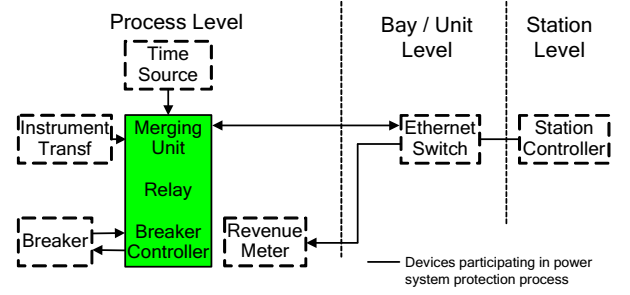 Process Level
Bay / Unit
Level
Station
Level
Time
Source
Instrument
Transf
Merging
Unit
Relay
Breaker
Controller
Breaker
Revenue
Meter
Ethernet
Switch
Station
Controller
Devices participating in power
system protection process